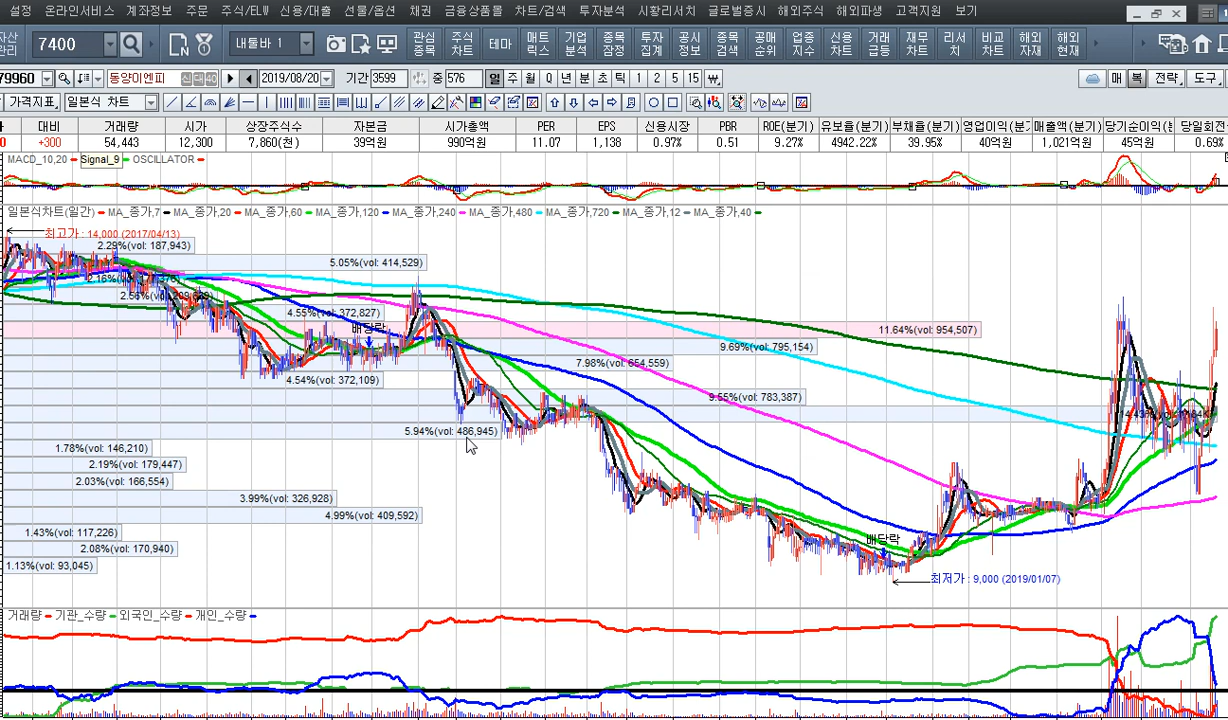 설정 온라인서비스 계좌정보 주문 주식/ELW 신용/대출 선물/옵션 채권 금융상품몰 차트/검색 투자분석 시황리서치 글로벌증시 해외주식 해외파생 고객지원 보기
자산관리 7400 내툴바 1 관심종목 주식차트 테마 매트릭스 기업분석 종목잠정 투자집계 공시정보 종목검색 공매순위 업종지수 신용차트 거래급등 재무차트 리서치 비교차트 해외자재 해외현재
79960 동양이엔피 신대40 2019/08/20 기간 3599 중 576 일 주 월 Q 년 분 초 틱 1 2 5 15 매 복 전략 도구
가격지표 일본식 차트
대비 거래량 시가 상장주식수 자본금 시가총액 PER EPS 신용시장 PBR ROE(분기) 유보율(분기) 부채율(분기) 영업이익(분기 매출액(분기) 당기순이익(분 당일회전
0 +300 54,443 12,300 7,860(천) 39억원 990억원 11.07 1,138 0.97% 0.51 9.27% 4942.22% 39.95% 40억원 1,021억원 45억원 0.69%
MACD_10,20 Signal_9 OSCILLATOR
일본식차트(일간) MA_종가,7 MA_종가,20 MA_종가,60 MA_종가,120 MA_종가,240 MA_종가,480 MA_종가,720 MA_종가,12 MA_종가,40
최고가 : 14,000 (2017/04/13)
2.29%(vol: 187,943)
5.05%(vol: 414,529)
4.55%(vol: 372,827)
배당락
11.64%(vol: 954,507)
9.69%(vol: 795,154)
7.98%(vol: 654,559)
4.54%(vol: 372,109)
9.55%(vol: 783,387)
5.94%(vol: 486,945)
1.78%(vol: 146,210)
2.19%(vol: 179,447)
2.03%(vol: 166,554)
3.99%(vol: 326,928)
4.99%(vol: 409,592)
1.43%(vol: 117,226)
배당락
2.08%(vol: 170,940)
1.13%(vol: 93,045)
최저가 : 9,000 (2019/01/07)
거래량 기관_수량 외국인_수량 개인_수량